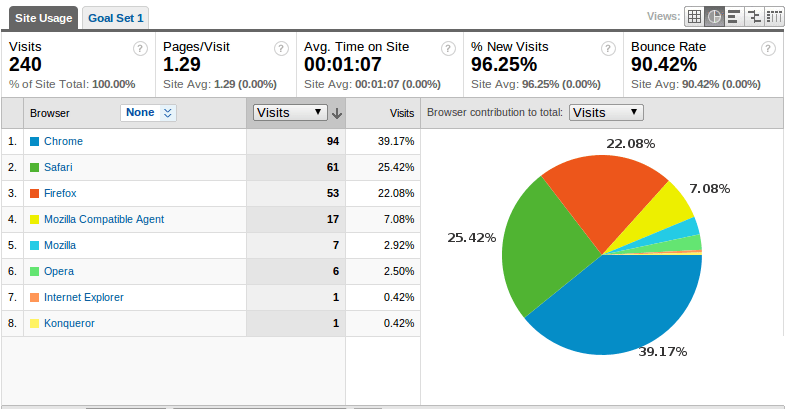 Site Usage Goal Set 1 Views:
Visits Pages/Visit Avg. Time on Site % New Visits Bounce Rate
240 1.29 00:01:07 96.25% 90.42%
% of Site Total: 100.00% Site Avg: 1.29 (0.00%) Site Avg: 00:01:07 (0.00%) Site Avg: 96.25% (0.00%) Site Avg: 90.42% (0.00%)
Browser None Visits Visits Browser contribution to total: Visits
1. Chrome 94 39.17%
2. Safari 61 25.42%
3. Firefox 53 22.08%
4. Mozilla Compatible Agent 17 7.08%
5. Mozilla 7 2.92%
6. Opera 6 2.50%
7. Internet Explorer 1 0.42%
8. Konqueror 1 0.42%
22.08%
7.08%
25.42%
39.17%